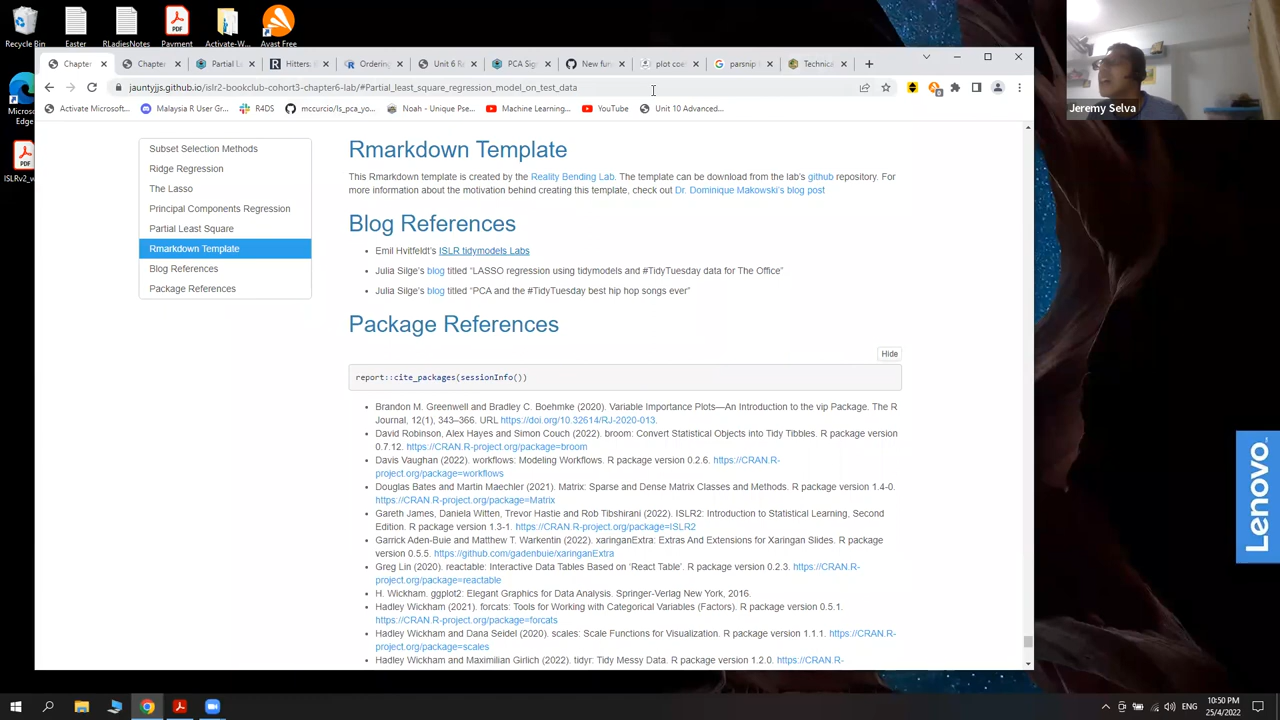 Recycle Bin
Easter
RLadiesNotes
Payment
Activate-W...
Avast Free
Chapter
Chapter
Partial L
Hitters: B
Ordering
Unit 6 R
PCA Sig
New fun
plot coe
parsnip
Technica
jauntyjjs.github.io/islr-bookclub-cohort3-chapter6-lab/#Partial_least_square_regression_model_on_test_data
Activate Microsoft...
Malaysia R User Gr...
R4DS
mccurcio/ls_pca_yo...
Noah - Unique Pse...
Machine Learning...
YouTube
Unit 10 Advanced...
Jeremy Selva
Edge
ISLRv2_w
Subset Selection Methods
Ridge Regression
The Lasso
Principal Components Regression
Partial Least Square
Rmarkdown Template
Blog References
Package References
Rmarkdown Template
This Rmarkdown template is created by the Reality Bending Lab. The template can be download from the lab's github repository. For
more information about the motivation behind creating this template, check out Dr. Dominique Makowski's blog post
Blog References
Emil Hvitfeldt's ISLR tidymodels Labs
Julia Silge's blog titled “LASSO regression using tidymodels and #TidyTuesday data for The Office”
Julia Silge's blog titled “PCA and the #TidyTuesday best hip hop songs ever”
Package References
Hide
report::cite_packages(sessionInfo())
Brandon M. Greenwell and Bradley C. Boehmke (2020). Variable Importance Plots—An Introduction to the vip Package. The R
Journal, 12(1), 343–366. URL https://doi.org/10.32614/RJ-2020-013.
David Robinson, Alex Hayes and Simon Couch (2022). broom: Convert Statistical Objects into Tidy Tibbles. R package version
0.7.12. https://CRAN.R-project.org/package=broom
Davis Vaughan (2022). workflows: Modeling Workflows. R package version 0.2.6. https://CRAN.R-
project.org/package=workflows
Douglas Bates and Martin Maechler (2021). Matrix: Sparse and Dense Matrix Classes and Methods. R package version 1.4-0.
https://CRAN.R-project.org/package=Matrix
Gareth James, Daniela Witten, Trevor Hastie and Rob Tibshirani (2022). ISLR2: Introduction to Statistical Learning, Second
Edition. R package version 1.3-1. https://CRAN.R-project.org/package=ISLR2
Garrick Aden-Buie and Matthew T. Warkentin (2022). xaringanExtra: Extras And Extensions for Xaringan Slides. R package
version 0.5.5. https://github.com/gadenbuie/xaringanExtra
Greg Lin (2020). reactable: Interactive Data Tables Based on 'React Table'. R package version 0.2.3. https://CRAN.R-
project.org/package=reactable
H. Wickham. ggplot2: Elegant Graphics for Data Analysis. Springer-Verlag New York, 2016.
Hadley Wickham (2021). forcats: Tools for Working with Categorical Variables (Factors). R package version 0.5.1.
https://CRAN.R-project.org/package=forcats
Hadley Wickham and Dana Seidel (2020). scales: Scale Functions for Visualization. R package version 1.1.1. https://CRAN.R-
project.org/package=scales
Hadley Wickham and Maximilian Girlich (2022). tidyr: Tidy Messy Data. R package version 1.2.0. https://CRAN.R-
Lenovo
ENG
10:50 PM
25/4/2022